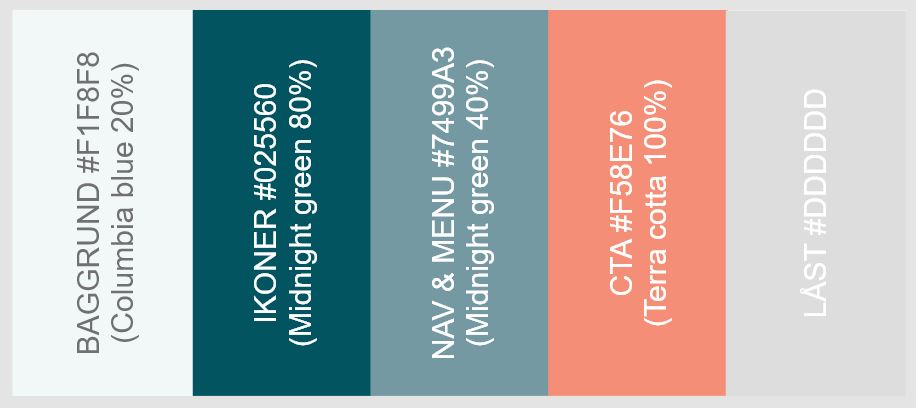 BAGGRUND #F1F8F8
(Columbia blue 20%)
IKONER #025560
(Midnight green 80%)
NAV & MENU #7499A3
(Midnight green 40%)
CTA #F58E76
(Terra cotta 100%)
LÅST #DDDDDD